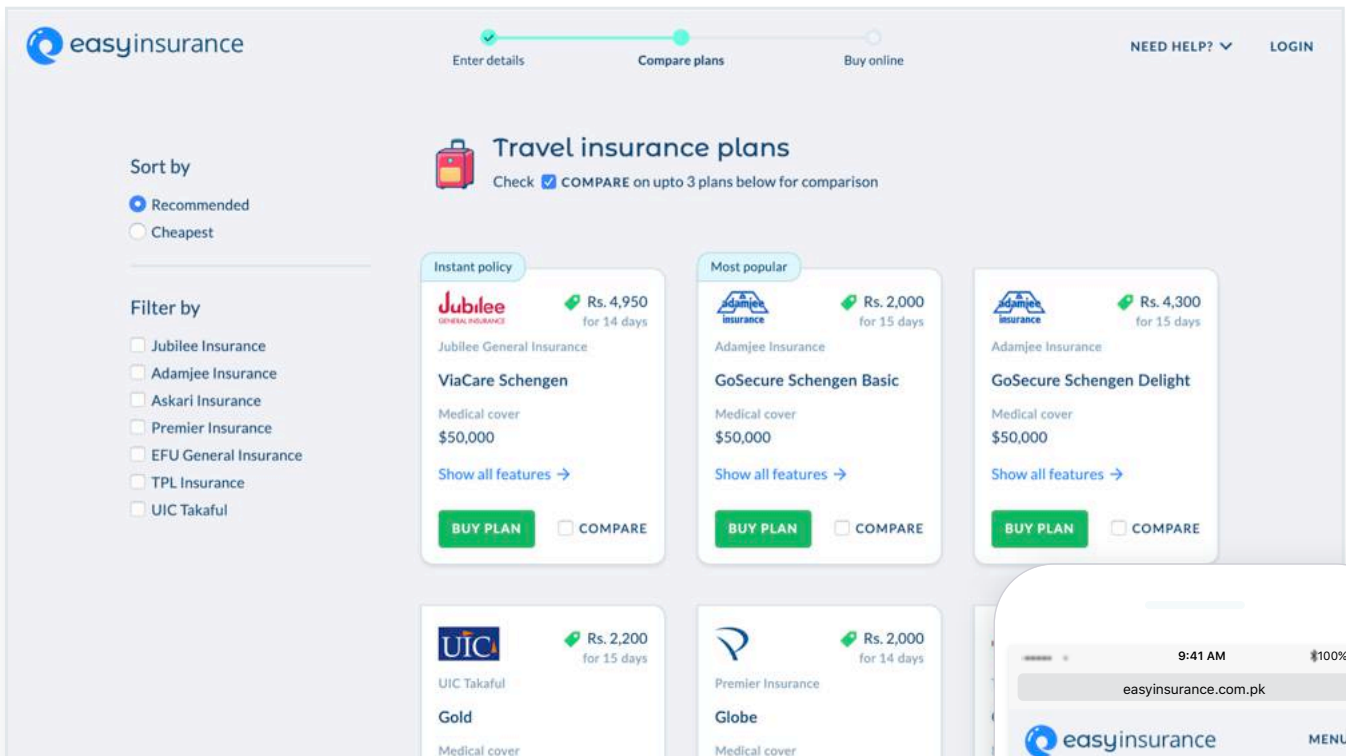 easyinsurance
Enter details
Compare plans
Buy online
NEED HELP?
LOGIN
Sort by
Recommended
Cheapest
Filter by
Jubilee Insurance
Adamjee Insurance
Askari Insurance
Premier Insurance
EFU General Insurance
TPL Insurance
UIC Takaful
Travel insurance plans
Check COMPARE on upto 3 plans below for comparison
Instant policy
Jubilee
GENERAL INSURANCE
Rs. 4,950
for 14 days
Jubilee General Insurance
ViaCare Schengen
Medical cover
$50,000
Show all features →
BUY PLAN
COMPARE
Most popular
adamjee
insurance
Rs. 2,000
for 15 days
Adamjee Insurance
GoSecure Schengen Basic
Medical cover
$50,000
Show all features →
BUY PLAN
COMPARE
adamjee
insurance
Rs. 4,300
for 15 days
Adamjee Insurance
GoSecure Schengen Delight
Medical cover
$50,000
Show all features →
BUY PLAN
COMPARE
UIC
Rs. 2,200
for 15 days
UIC Takaful
Gold
Medical cover
Rs. 2,000
for 14 days
Premier Insurance
Globe
Medical cover
9:41 AM
100%
easyinsurance.com.pk
easyinsurance
MENU